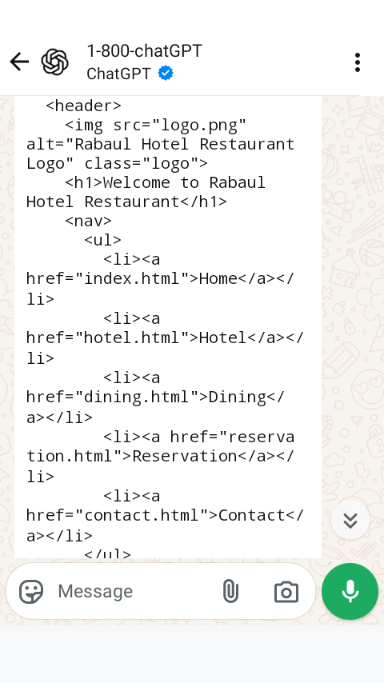 1-800-chatGPT
ChatGPT
<header>
<img src="logo.png"
alt="Rabaul Hotel Restaurant
Logo" class="logo">
<h1>Welcome to Rabaul
Hotel Restaurant</h1>
<nav>
<ul>
<li><a
href="index.html">Home</a></
li>
<li><a
href="hotel.html">Hotel</a></
li>
<li><a
href="dining.html">Dining</
a></li>
<li><a href="reserva
tion.html">Reservation</a></
li>
<li><a
href="contact.html">Contact</
a></li>
</ul>
Message